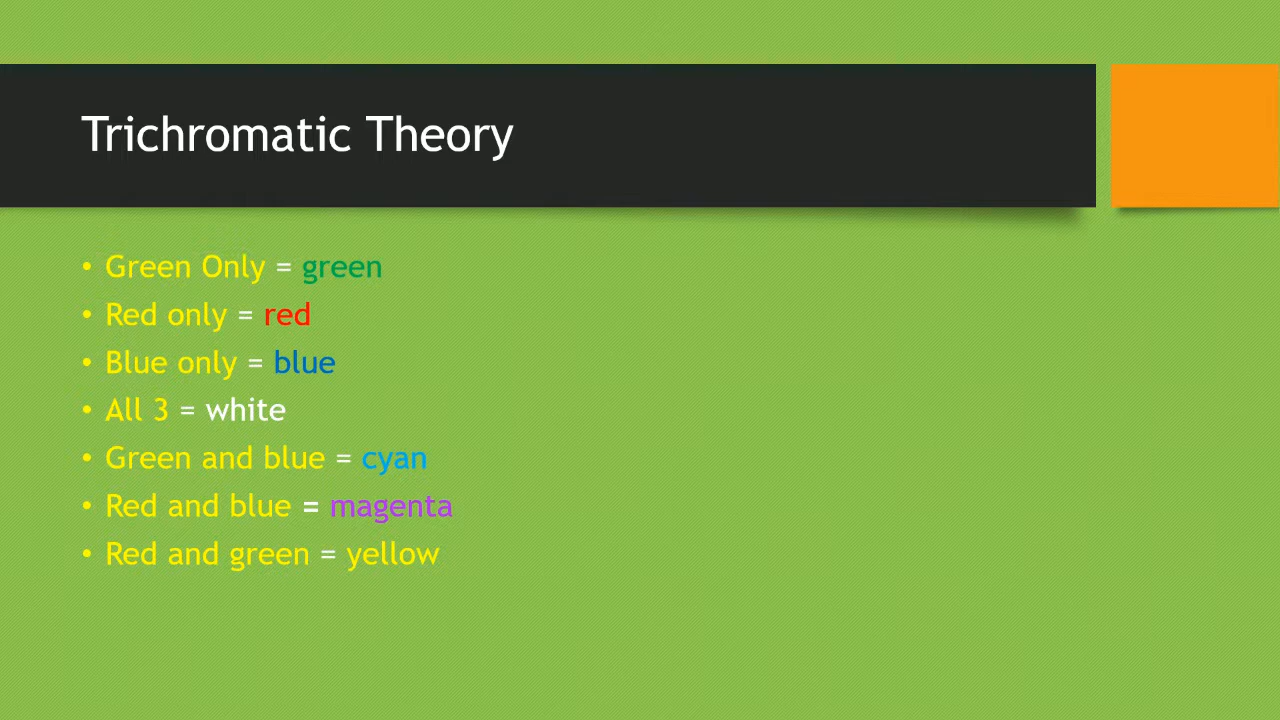 Trichromatic Theory
• Green Only = green
• Red only = red
• Blue only = blue
• All 3 = white
• Green and blue = cyan
• Red and blue = magenta
• Red and green = yellow